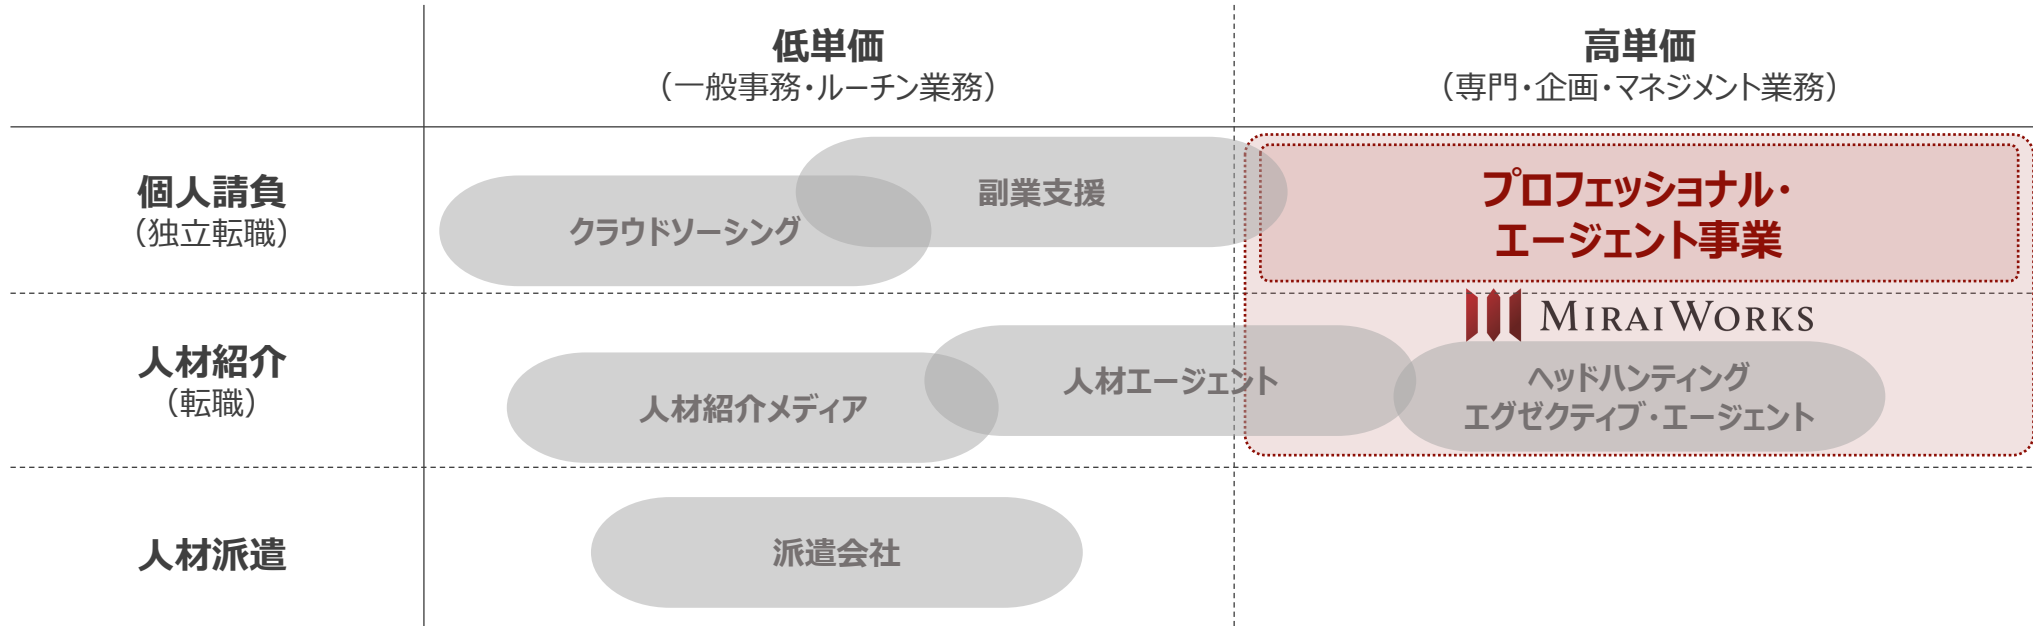 低単価
（一般事務・ルーチン業務）
高単価
（専門・企画・マネジメント業務）
個人請負
（独立転職）
クラウドソーシング
副業支援
プロフェッショナル・
エージェント事業
MIRAIWORKS
人材紹介
（転職）
人材紹介メディア
人材エージェント
ヘッドハンティング
エグゼクティブ・エージェント
人材派遣
派遣会社